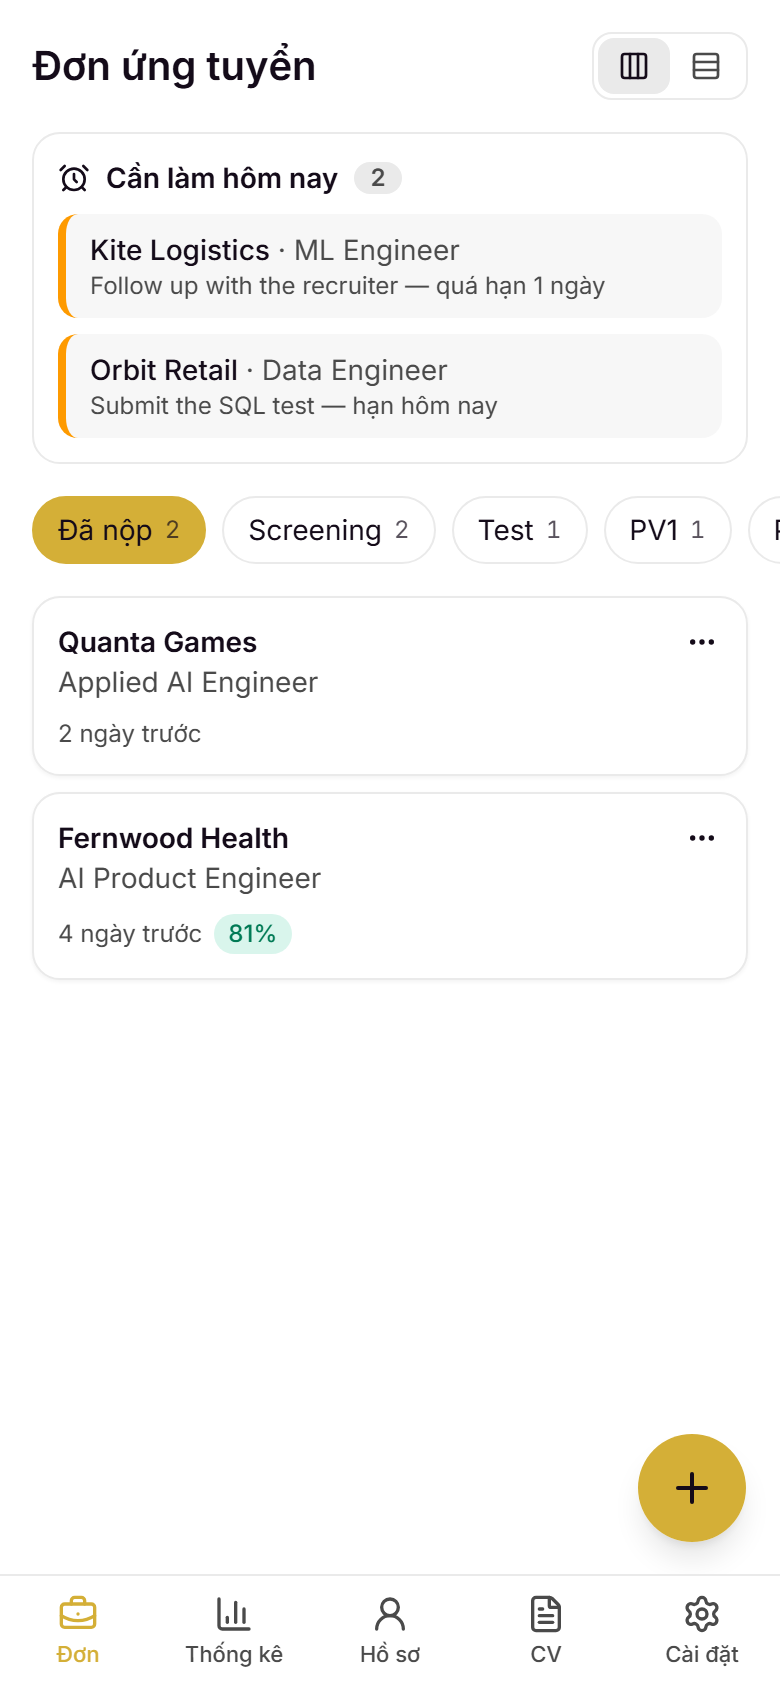 Đơn ứng tuyển
Cần làm hôm nay 2
Kite Logistics · ML Engineer
Follow up with the recruiter — quá hạn 1 ngày
Orbit Retail · Data Engineer
Submit the SQL test — hạn hôm nay
Đã nộp 2 Screening 2 Test 1 PV1 1
Quanta Games
Applied AI Engineer
2 ngày trước
Fernwood Health
AI Product Engineer
4 ngày trước 81%
Đơn Thống kê Hồ sơ CV Cài đặt